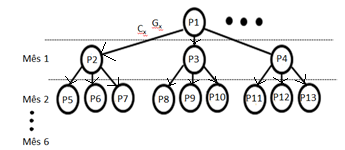 Cx Gx P1
Mês 1 P2 P3 P4
Mês 2 P5 P6 P7 P8 P9 P10 P11 P12 P13
Mês 6